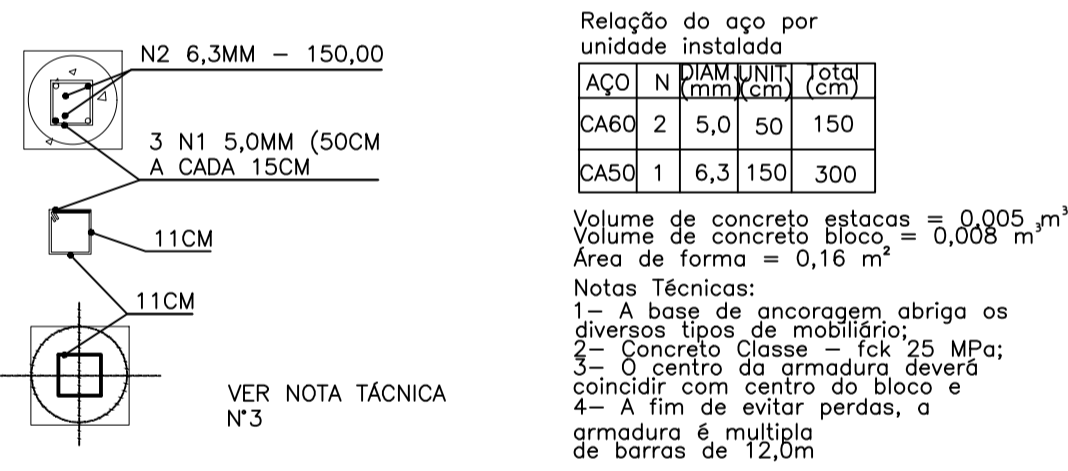 N2 6,3MM – 150,00
3 N1 5,0MM (50CM
A CADA 15CM
11CM
11CM
VER NOTA TÁCNICA
N°3
Relação do aço por
unidade instalada
AÇO N DIAM (mm) UNIT. (cm) Total (cm)
CA60 2 5,0 50 150
CA50 1 6,3 150 300
Volume de concreto estacas = 0,005 m³
Volume de concreto bloco = 0,008 m³
Área de forma = 0,16 m²
Notas Técnicas:
1– A base de ancoragem abriga os
diversos tipos de mobiliário;
2– Concreto Classe – fck 25 MPa;
3– O centro da armadura deverá
coincidir com centro do bloco e
4– A fim de evitar perdas, a
armadura é multipla
de barras de 12,0m